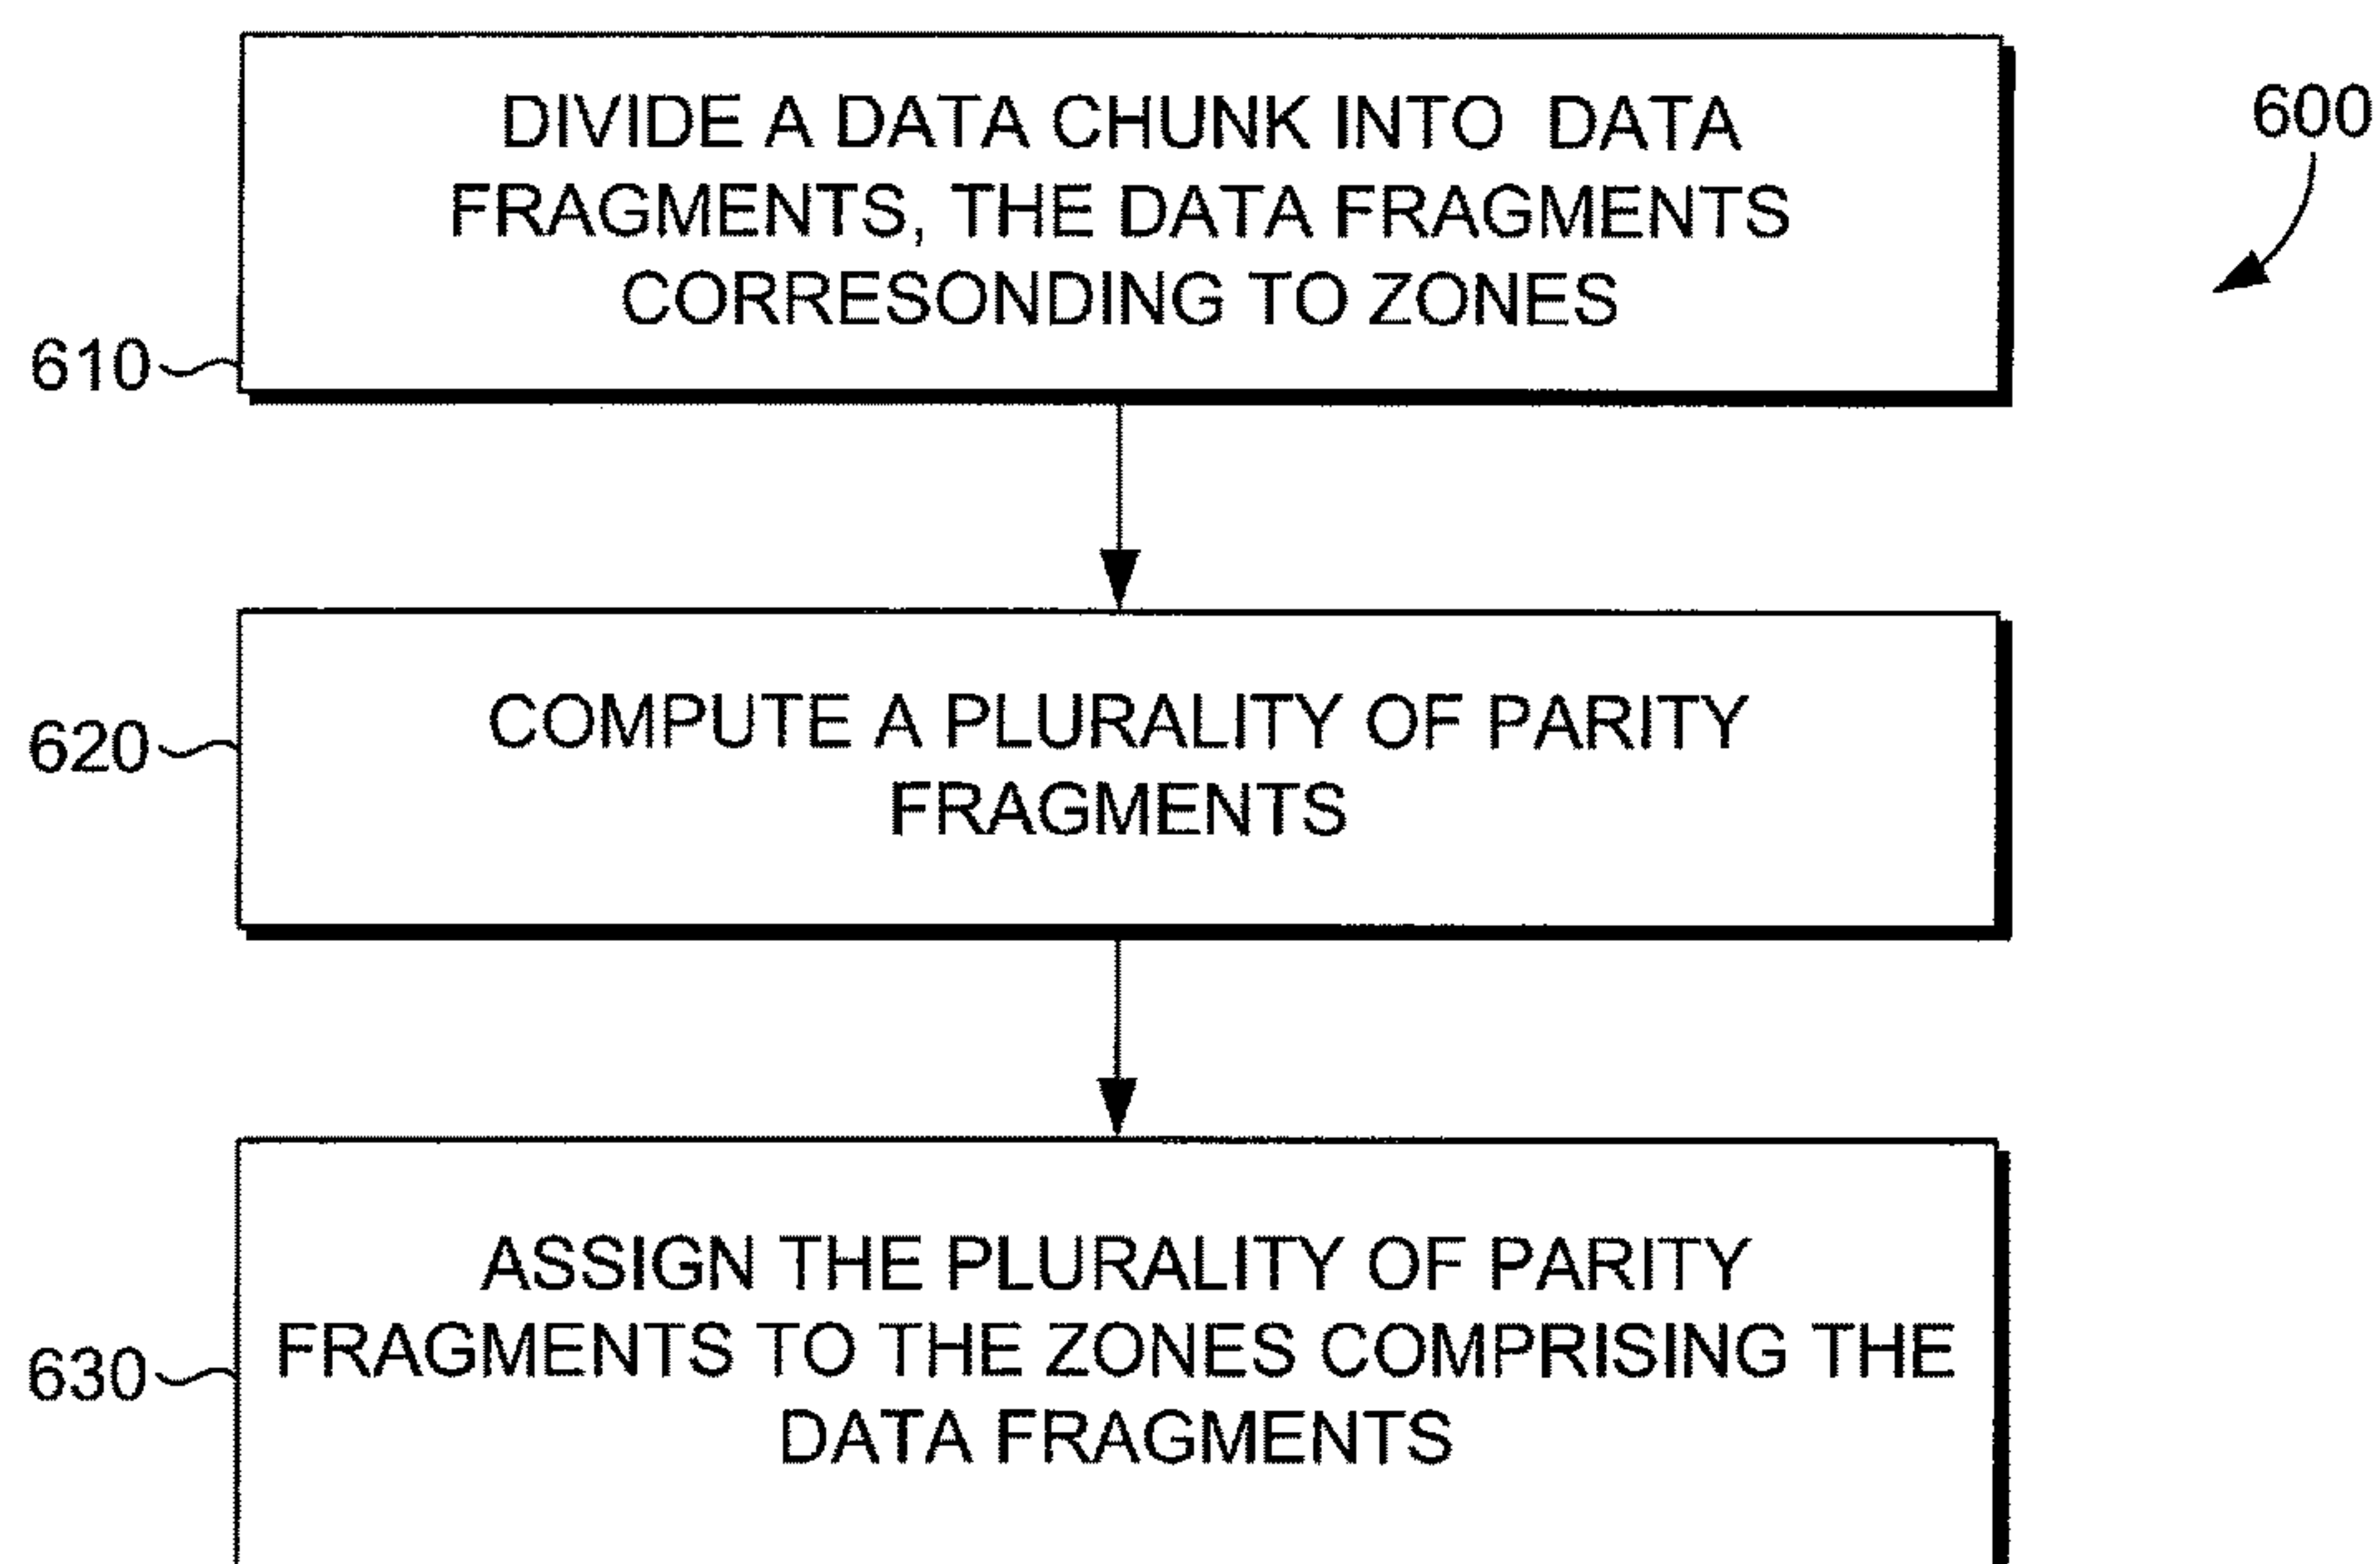 DIVIDE A DATA CHUNK INTO DATA
FRAGMENTS, THE DATA FRAGMENTS
CORRESONDING TO ZONES
600
610
COMPUTE A PLURALITY OF PARITY
FRAGMENTS
620
ASSIGN THE PLURALITY OF PARITY
FRAGMENTS TO THE ZONES COMPRISING THE
DATA FRAGMENTS
630